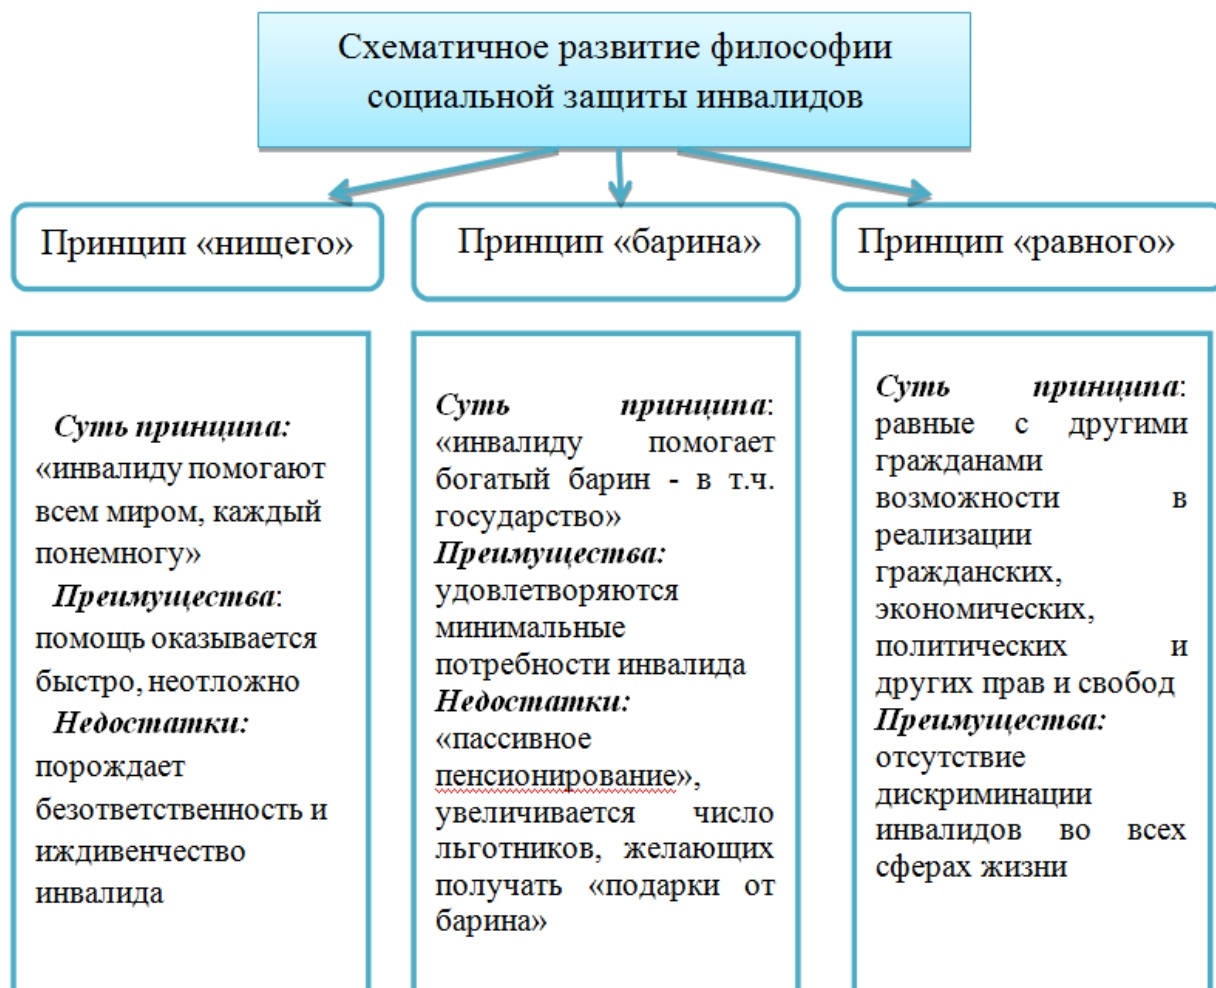 Схематичное развитие философии
социальной защиты инвалидов
Принцип «нищего»
Принцип «барина»
Принцип «равного»
Суть принципа:
«инвалиду помогают
всем миром, каждый
понемногу»
Преимущества:
помощь оказывается
быстро, неотложно
Недостатки:
порождает
безответственность и
иждивенчество
инвалида
Суть принципа:
«инвалиду помогает
богатый барин - в т.ч.
государство»
Преимущества:
удовлетворяются
минимальные
потребности инвалида
Недостатки:
«пассивное
пенсионирование»,
увеличивается число
льготников, желающих
получать «подарки от
барина»
Суть принципа:
равные с другими
гражданами
возможности в
реализации
гражданских,
экономических,
политических и
других прав и свобод
Преимущества:
отсутствие
дискриминации
инвалидов во всех
сферах жизни